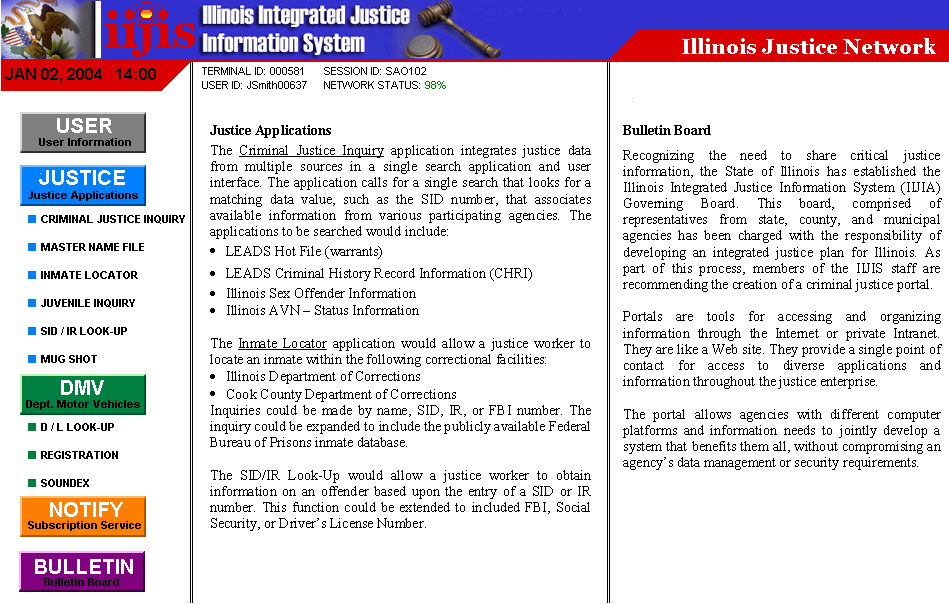 iijis
Illinois Integrated Justice
Information System
Illinois Justice Network
JAN 02, 2004 14:00
TERMINAL ID: 000581 SESSION ID: SAO102
USER ID: JSmith00637 NETWORK STATUS: 98%
USER
User Information
JUSTICE
Justice Applications
CRIMINAL JUSTICE INQUIRY
MASTER NAME FILE
INMATE LOCATOR
JUVENILE INQUIRY
SID / IR LOOK-UP
MUG SHOT
DMV
Dept. Motor Vehicles
D / L LOOK-UP
REGISTRATION
SOUNDEX
NOTIFY
Subscription Service
BULLETIN
Bulletin Board
Justice Applications
The Criminal Justice Inquiry application integrates justice data
from multiple sources in a single search application and user
interface. The application calls for a single search that looks for a
matching data value, such as the SID number, that associates
available information from various participating agencies. The
applications to be searched would include:
• LEADS Hot File (warrants)
• LEADS Criminal History Record Information (CHRI)
• Illinois Sex Offender Information
• Illinois AVN – Status Information
The Inmate Locator application would allow a justice worker to
locate an inmate within the following correctional facilities:
• Illinois Department of Corrections
• Cook County Department of Corrections
Inquiries could be made by name, SID, IR, or FBI number. The
inquiry could be expanded to include the publicly available Federal
Bureau of Prisons inmate database.
The SID/IR Look-Up would allow a justice worker to obtain
information on an offender based upon the entry of a SID or IR
number. This function could be extended to included FBI, Social
Security, or Driver's License Number.
Bulletin Board
Recognizing the need to share critical justice
information, the State of Illinois has established the
Illinois Integrated Justice Information System (IIJIA)
Governing Board. This board, comprised of
representatives from state, county, and municipal
agencies has been charged with the responsibility of
developing an integrated justice plan for Illinois. As
part of this process, members of the IIJIS staff are
recommending the creation of a criminal justice portal.
Portals are tools for accessing and organizing
information through the Internet or private Intranet.
They are like a Web site. They provide a single point of
contact for access to diverse applications and
information throughout the justice enterprise.
The portal allows agencies with different computer
platforms and information needs to jointly develop a
system that benefits them all, without compromising an
agency's data management or security requirements.